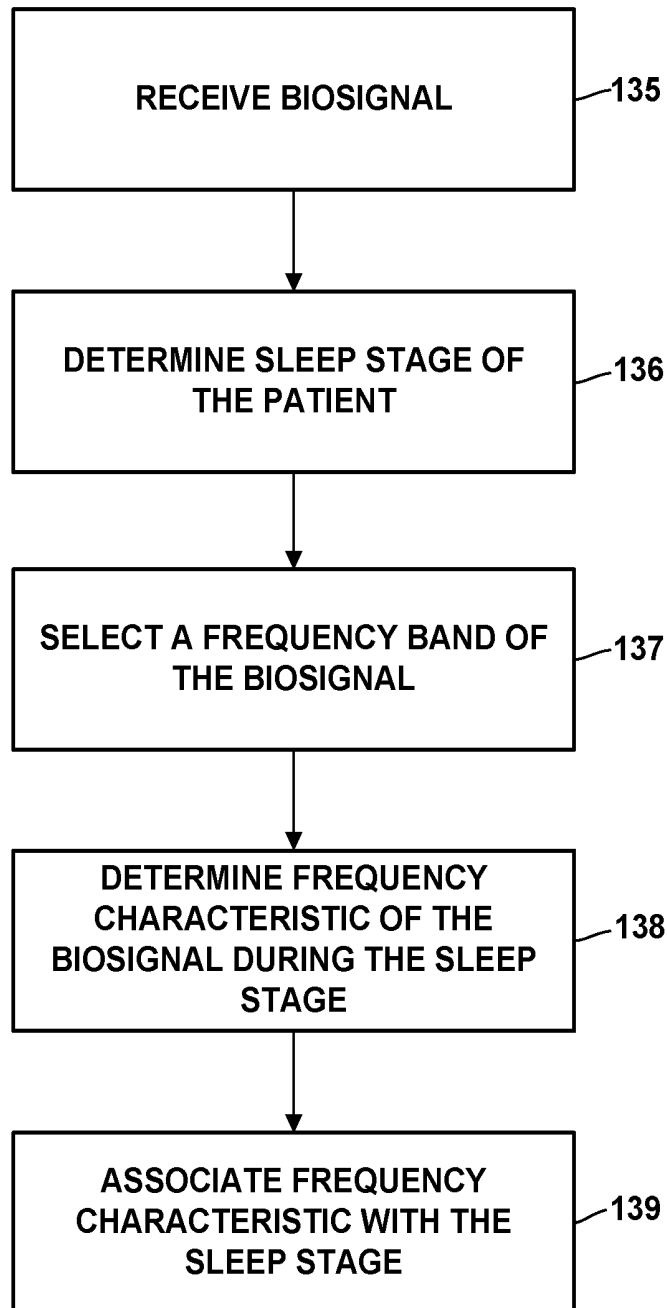 RECEIVE BIOSIGNAL
135
DETERMINE SLEEP STAGE OF
THE PATIENT
136
SELECT A FREQUENCY BAND OF
THE BIOSIGNAL
137
DETERMINE FREQUENCY
CHARACTERISTIC OF THE
BIOSIGNAL DURING THE SLEEP
STAGE
138
ASSOCIATE FREQUENCY
CHARACTERISTIC WITH THE
SLEEP STAGE
139